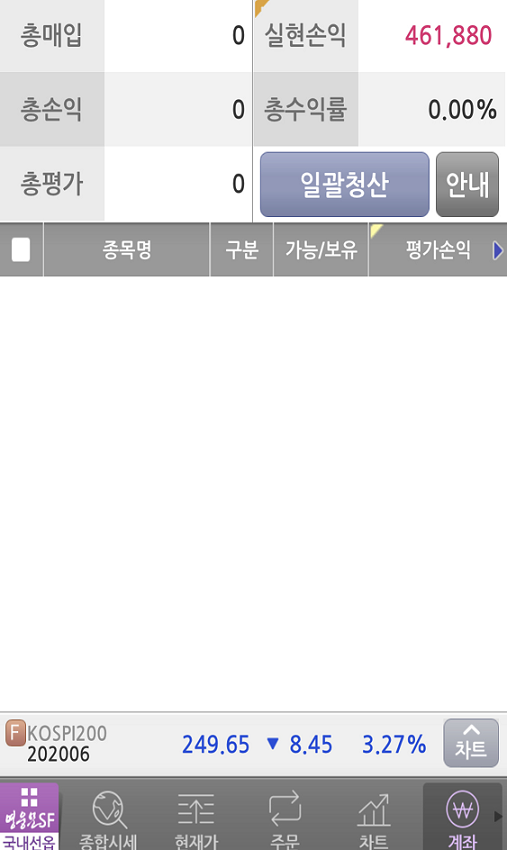 총매입 0 실현손익 461,880
총손익 0 총수익률 0.00%
총평가 0 일괄청산 안내
종목명 구분 가능/보유 평가손익
F KOSPI200
202006 249.65 ▼ 8.45 3.27% 차트
영웅문SF
국내선옵 종합시세 현재가 주문 차트 계좌